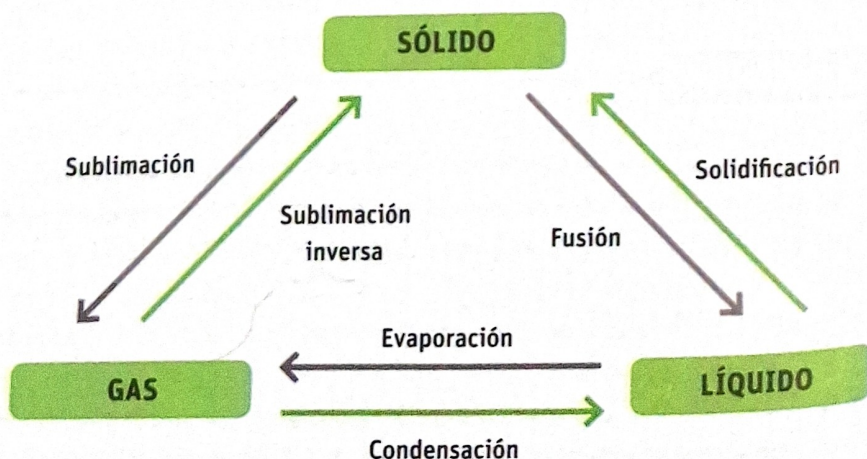 SÓLIDO
Sublimación
Solidificación
Sublimación
inversa
Fusión
Evaporación
GAS
LÍQUIDO
Condensación